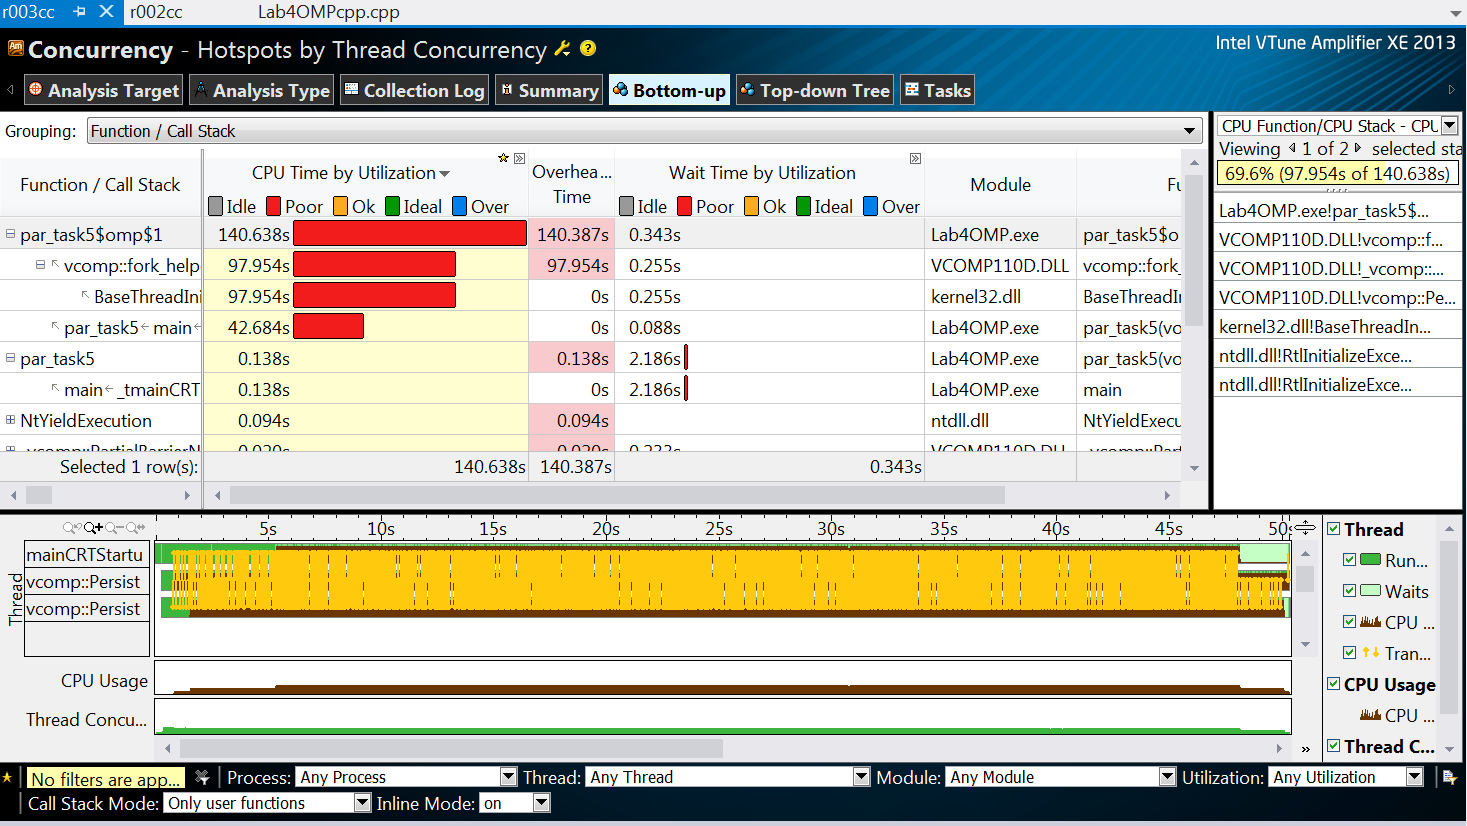 r003cc r002cc Lab4OMPcpp.cpp
Concurrency - Hotspots by Thread Concurrency
Intel VTune Amplifier XE 2013
Analysis Target Analysis Type Collection Log Summary Bottom-up Top-down Tree Tasks
Grouping: Function / Call Stack
CPU Function/CPU Stack - CPU
Viewing 1 of 2 selected sta
69.6% (97.954s of 140.638s)
Lab4OMP.exe!par_task5$...
VCOMP110D.DLL!vcomp::f...
VCOMP110D.DLL!_vcomp::...
VCOMP110D.DLL!vcomp::Pe...
kernel32.dll!BaseThreadIn...
ntdll.dll!RtlInitializeExce...
ntdll.dll!RtlInitializeExce...
Function / Call Stack CPU Time by Utilization Overhea... Time Wait Time by Utilization Module Fu
Idle Poor Ok Ideal Over Idle Poor Ok Ideal Over
par_task5$omp$1 140.638s 140.387s 0.343s Lab4OMP.exe par_task5$o
vcomp::fork_help 97.954s 97.954s 0.255s VCOMP110D.DLL vcomp::fork_
BaseThreadIni 97.954s 0s 0.255s kernel32.dll BaseThreadI
par_task5 main 42.684s 0s 0.088s Lab4OMP.exe par_task5(vo
par_task5 0.138s 0.138s 2.186s Lab4OMP.exe par_task5(vo
main _tmainCRT 0.138s 0s 2.186s Lab4OMP.exe main
NtYieldExecution 0.094s 0.094s ntdll.dll NtYieldExecu
Selected 1 row(s): 140.638s 140.387s 0.343s
5s 10s 15s 20s 25s 30s 35s 40s 45s 50s
Thread
mainCRTStartu
vcomp::Persist
vcomp::Persist
CPU Usage
Thread Concu...
Thread
Run...
Waits
CPU ...
Tran...
CPU Usage
CPU ...
Thread C...
No filters are app... Process: Any Process Thread: Any Thread Module: Any Module Utilization: Any Utilization
Call Stack Mode: Only user functions Inline Mode: on